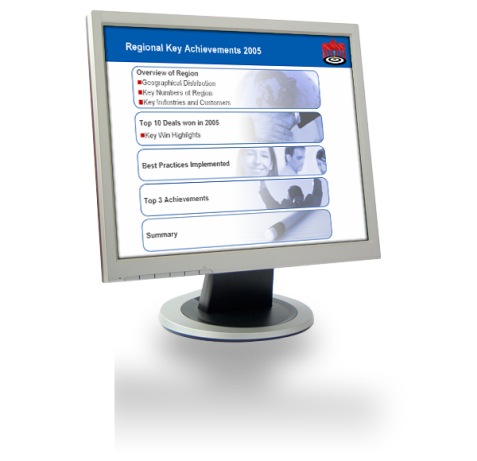 Regional Key Achievements 2005
Overview of Region
Geographical Distribution
Key Numbers of Region
Key Industries and Customers
Top 10 Deals won in 2005
Key Win Highlights
Best Practices Implemented
Top 3 Achievements
Summary